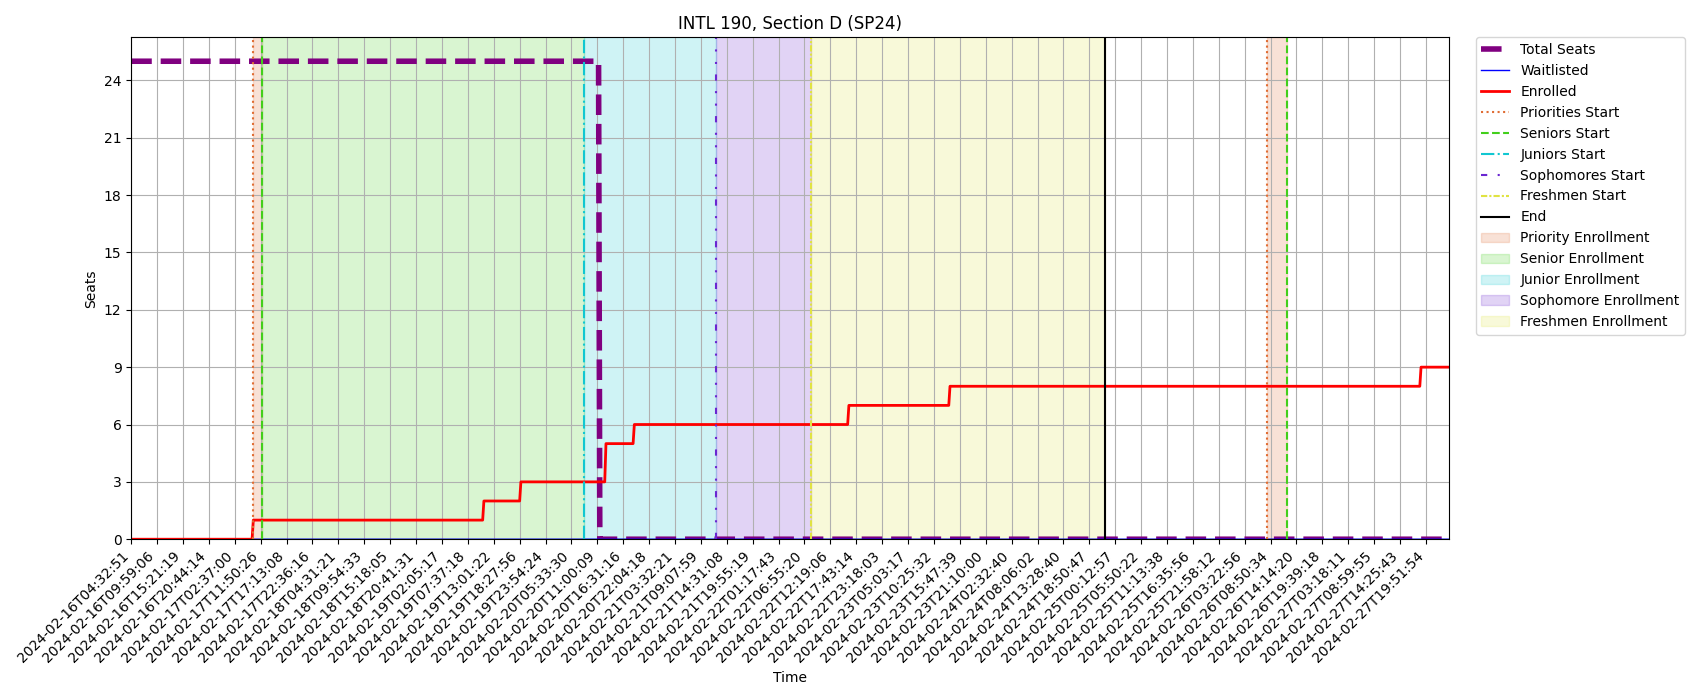 INTL 190, Section D (SP24)
Seats
24
21
18
15
12
9
6
3
0
2024-02-16T04:32:51
2024-02-16T09:59:06
2024-02-16T15:21:19
2024-02-16T20:44:14
2024-02-17T02:37:00
2024-02-17T11:50:26
2024-02-17T17:13:08
2024-02-17T22:36:16
2024-02-18T04:31:21
2024-02-18T09:54:33
2024-02-18T15:18:05
2024-02-18T20:41:31
2024-02-19T02:05:17
2024-02-19T07:37:18
2024-02-19T13:01:22
2024-02-19T18:27:56
2024-02-19T23:54:24
2024-02-20T05:33:30
2024-02-20T11:00:09
2024-02-20T16:31:16
2024-02-20T22:04:18
2024-02-21T03:32:21
2024-02-21T09:07:59
2024-02-21T14:31:08
2024-02-21T19:55:19
2024-02-22T01:17:43
2024-02-22T06:55:20
2024-02-22T12:19:06
2024-02-22T17:43:14
2024-02-22T23:18:03
2024-02-23T05:03:17
2024-02-23T10:25:32
2024-02-23T15:47:39
2024-02-23T21:10:00
2024-02-24T02:32:40
2024-02-24T08:06:02
2024-02-24T13:28:40
2024-02-24T18:50:47
2024-02-25T00:12:57
2024-02-25T05:50:22
2024-02-25T11:13:38
2024-02-25T16:35:56
2024-02-25T21:58:12
2024-02-26T03:22:56
2024-02-26T08:50:34
2024-02-26T14:14:20
2024-02-26T19:39:18
2024-02-27T03:18:11
2024-02-27T08:59:55
2024-02-27T14:25:43
2024-02-27T19:51:54
Time
Total Seats
Waitlisted
Enrolled
Priorities Start
Seniors Start
Juniors Start
Sophomores Start
Freshmen Start
End
Priority Enrollment
Senior Enrollment
Junior Enrollment
Sophomore Enrollment
Freshmen Enrollment